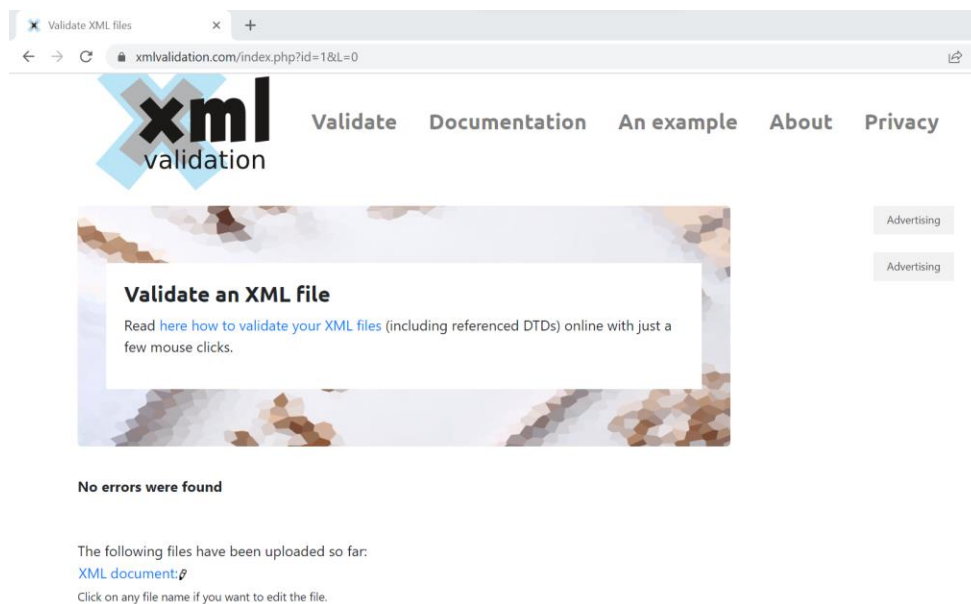 Validate XML files
xmlvalidation.com/index.php?id=1&L=0
xml
validation
Validate Documentation An example About Privacy
Advertising
Advertising
Validate an XML file
Read here how to validate your XML files (including referenced DTDs) online with just a
few mouse clicks.
No errors were found
The following files have been uploaded so far:
XML document:
Click on any file name if you want to edit the file.